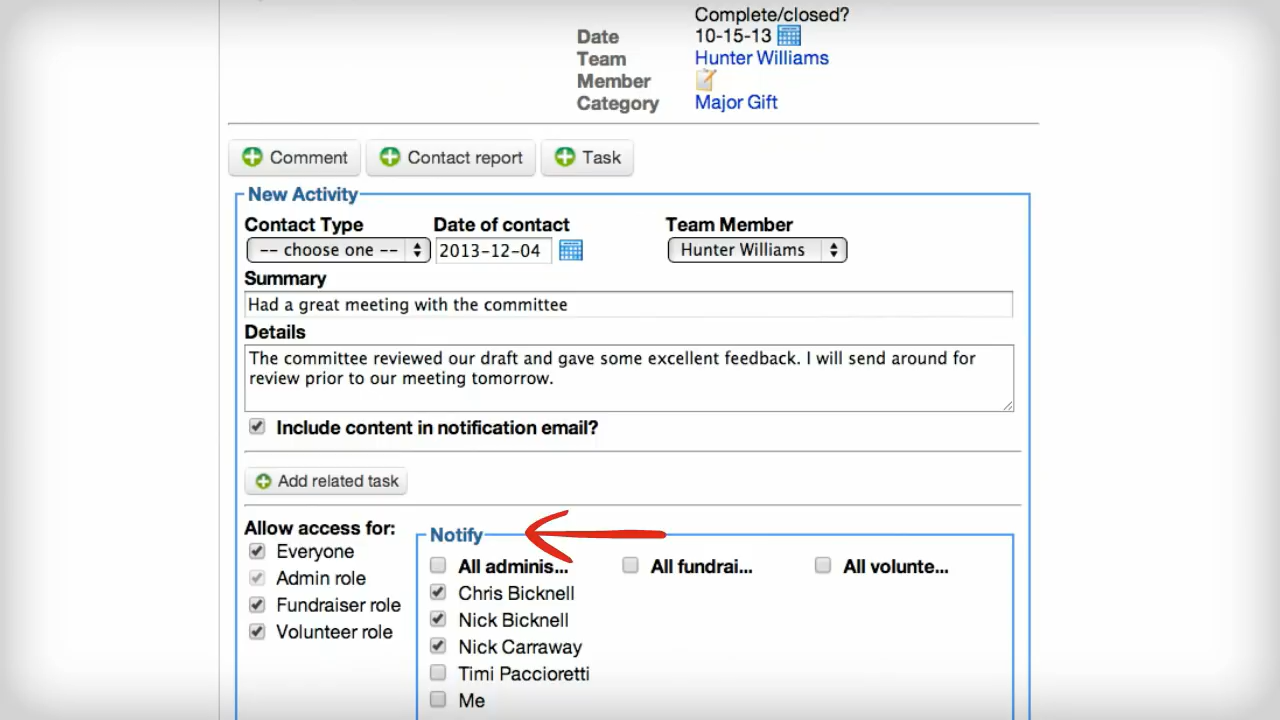 Complete/closed?
Date 10-15-13
Team Hunter Williams
Member
Category Major Gift
Comment Contact report Task
New Activity
Contact Type Date of contact Team Member
-- choose one -- 2013-12-04 Hunter Williams
Summary
Had a great meeting with the committee
Details
The committee reviewed our draft and gave some excellent feedback. I will send around for
review prior to our meeting tomorrow.
Include content in notification email?
Add related task
Allow access for:
Everyone
Admin role
Fundraiser role
Volunteer role
Notify
All adminis... All fundrai... All volunte...
Chris Bicknell
Nick Bicknell
Nick Carraway
Timi Paccioretti
Me